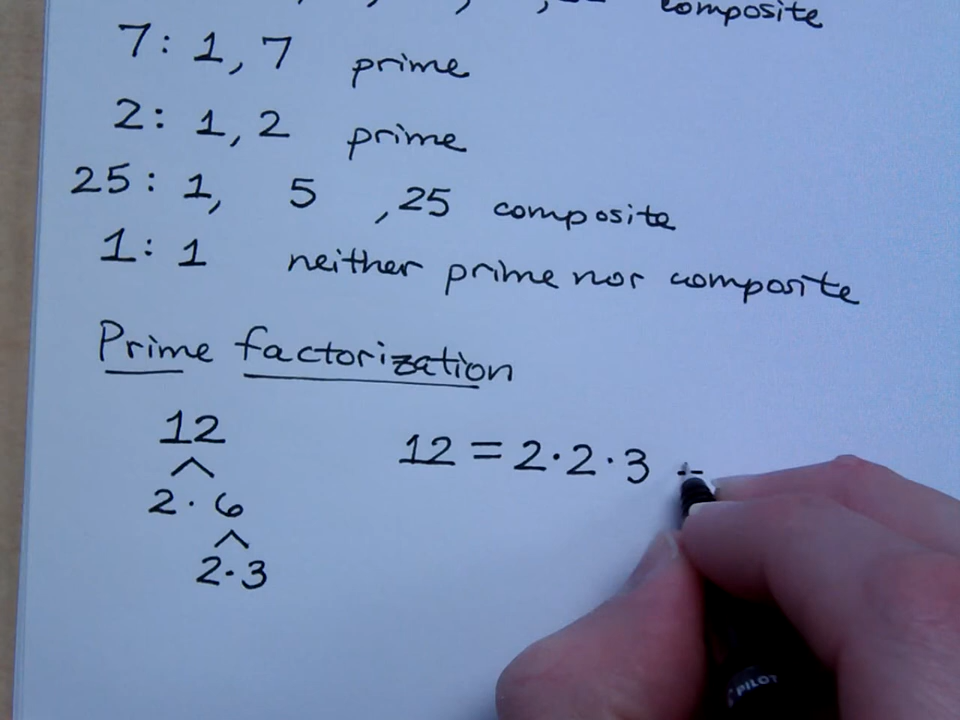 composite
7: 1, 7 prime
2: 1, 2 prime
25: 1, 5 , 25 composite
1: 1 neither prime nor composite
Prime factorization
12
2 · 6
2 · 3
12 = 2 · 2 · 3
PILOT